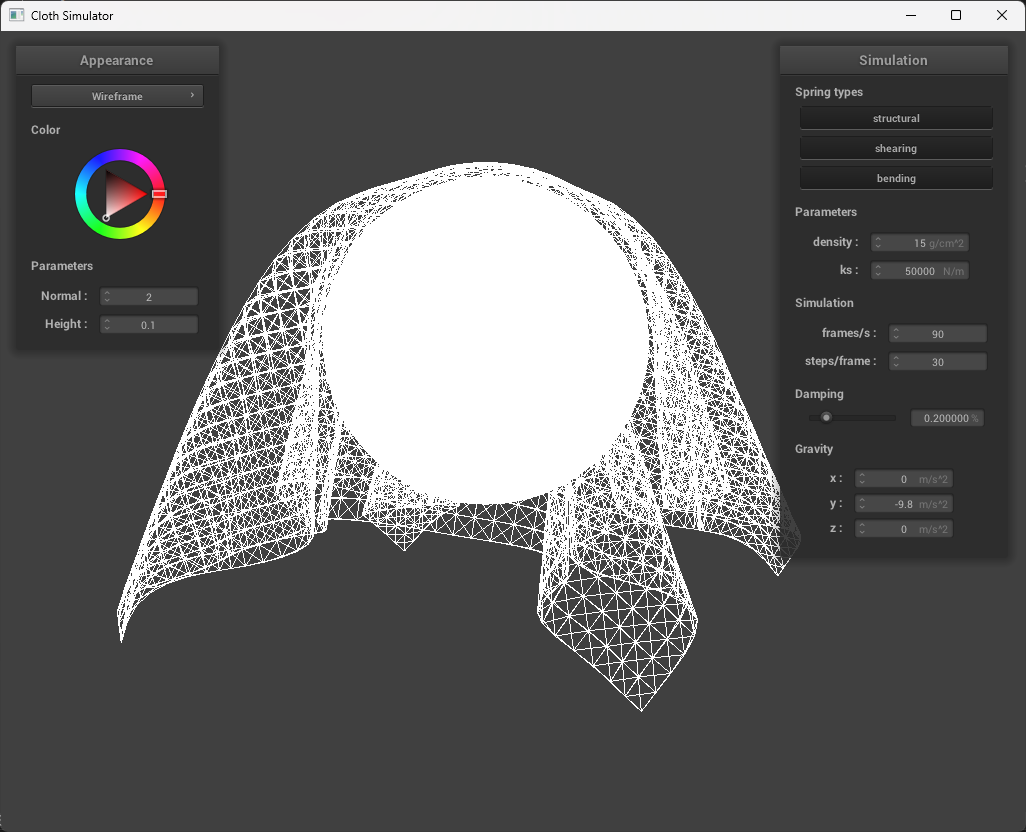 Cloth Simulator
Appearance
Wireframe
Color
Parameters
Normal : 2
Height : 0.1
Simulation
Spring types
structural
shearing
bending
Parameters
density : 15 g/cm^2
ks : 50000 N/m
Simulation
frames/s : 90
steps/frame : 30
Damping
0.200000 %
Gravity
x : 0 m/s^2
y : -9.8 m/s^2
z : 0 m/s^2